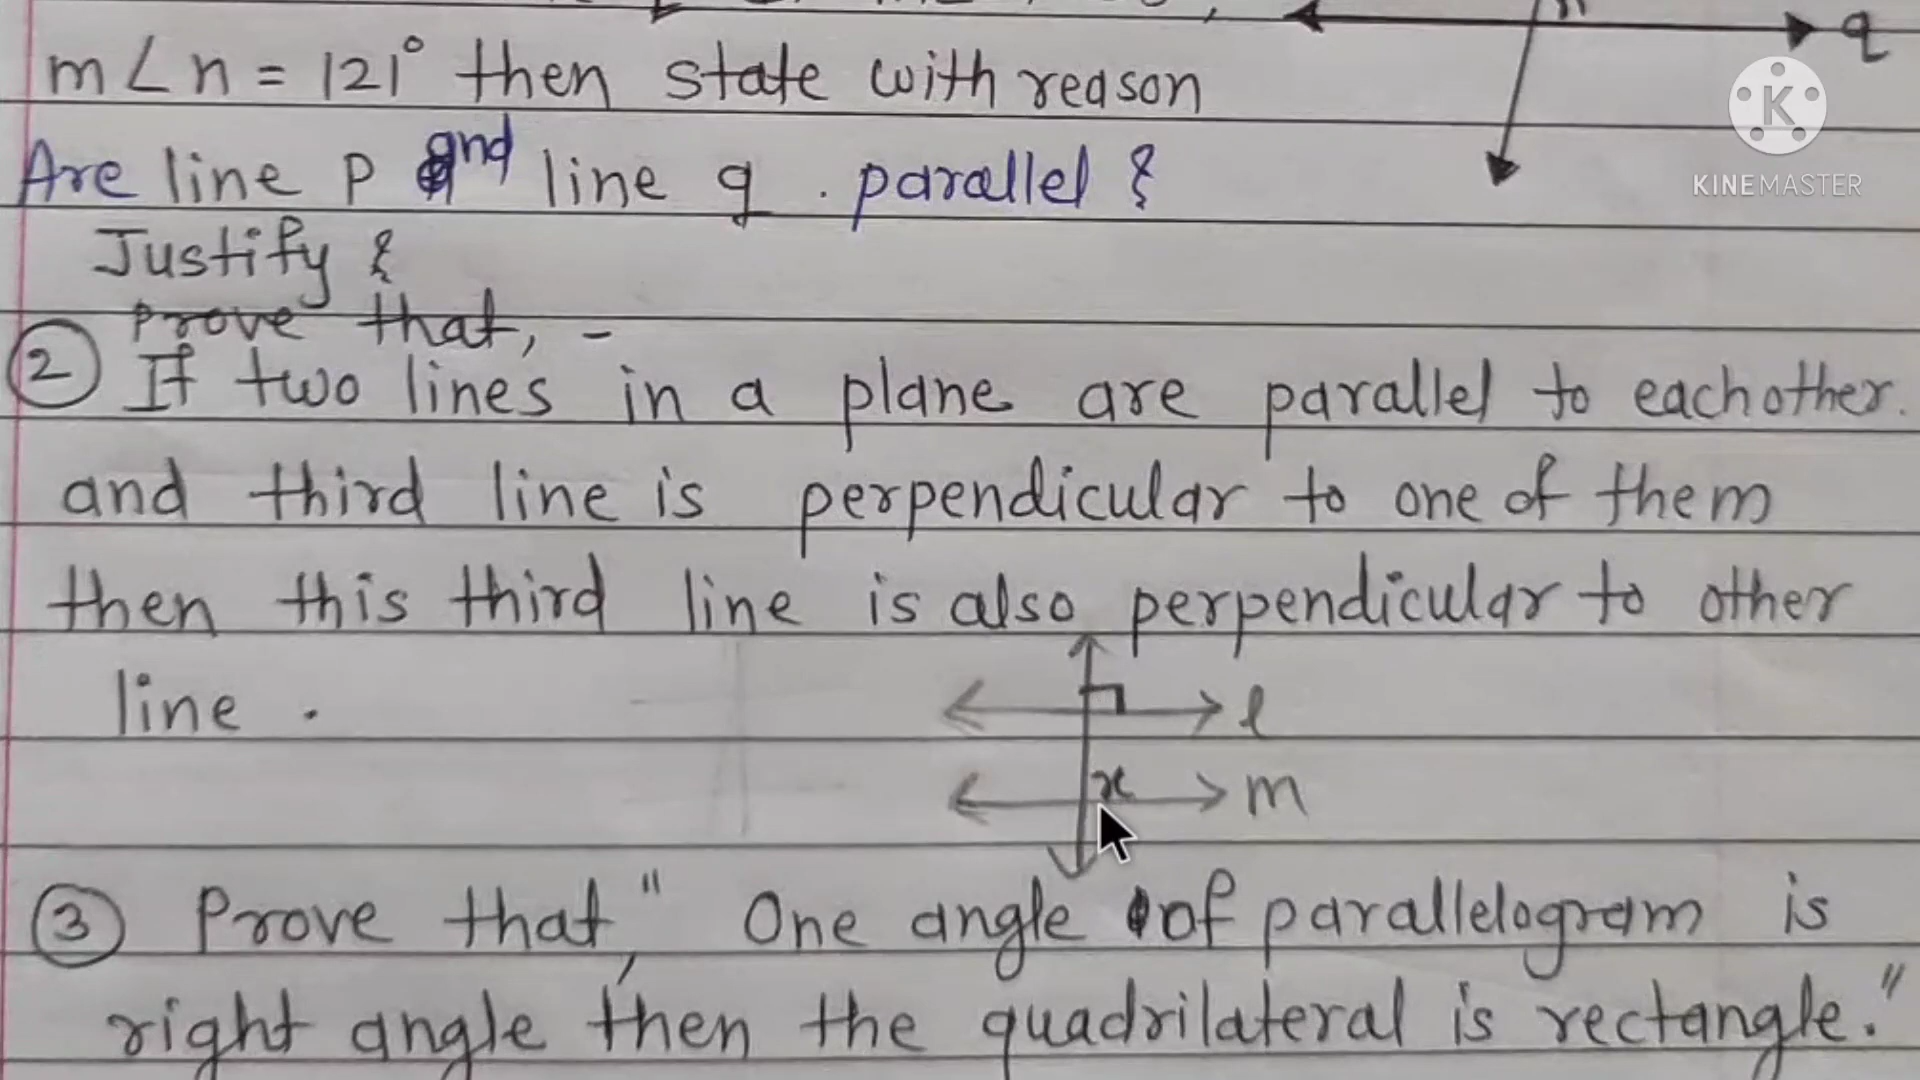 q
m∠n = 121° then state with reason
Are line p and line q . parallel ?
Justify ?
prove that, -
② If two lines in a plane are parallel to eachother.
and third line is perpendicular to one of them
then this third line is also perpendicular to other
line .
l
x
m
③ Prove that, " One angle of parallelogram is
right angle then the quadrilateral is rectangle."
K
KINEMASTER